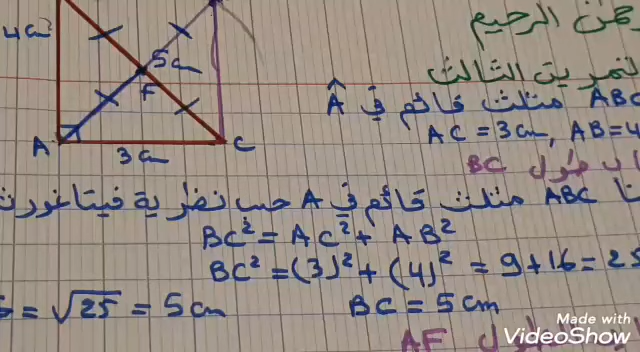 4cm
5cm
F
A
3cm
C
الرحيم
التمرين الثالث
ABC مثلث قائم في Â
AC = 3cm, AB = 4
طول BC
ABC مثلث قائم في A حسب نظرية فيتاغورت
BC² = AC² + AB²
BC² = (3)² + (4)² = 9 + 16 = 25
= √25 = 5cm
BC = 5cm
AF
Made with
VideoShow